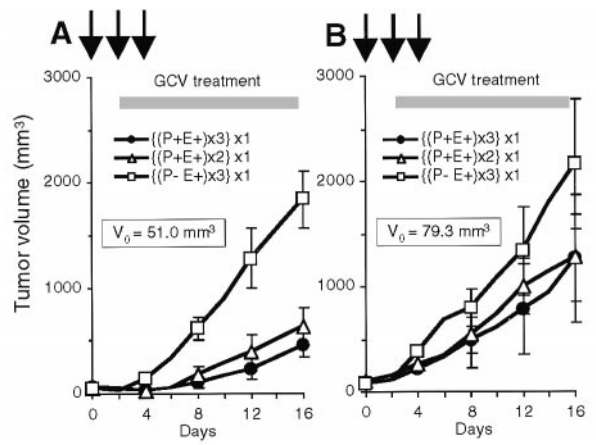 A
B
GCV treatment
{(P+E+)x3} x1
{(P+E+)x2} x1
{(P- E+)x3} x1
V0 = 51.0 mm3
Tumor volume (mm3)
3000
2000
1000
0
0
4
8
12
16
Days
GCV treatment
{(P+E+)x3} x1
{(P+E+)x2} x1
{(P- E+)x3} x1
V0 = 79.3 mm3
3000
2000
1000
0
0
4
8
12
16
Days